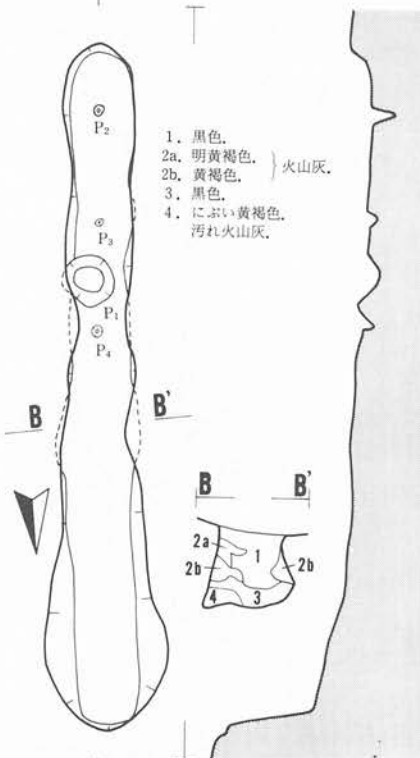 P₂
1. 黒色.
2a. 明黄褐色.
2b. 黄褐色.
火山灰.
3. 黒色.
4. にぶい黄褐色.
汚れ火山灰.
P₃
P₁
P₄
B B'
B B'
2a
1
2b
2b
4
3